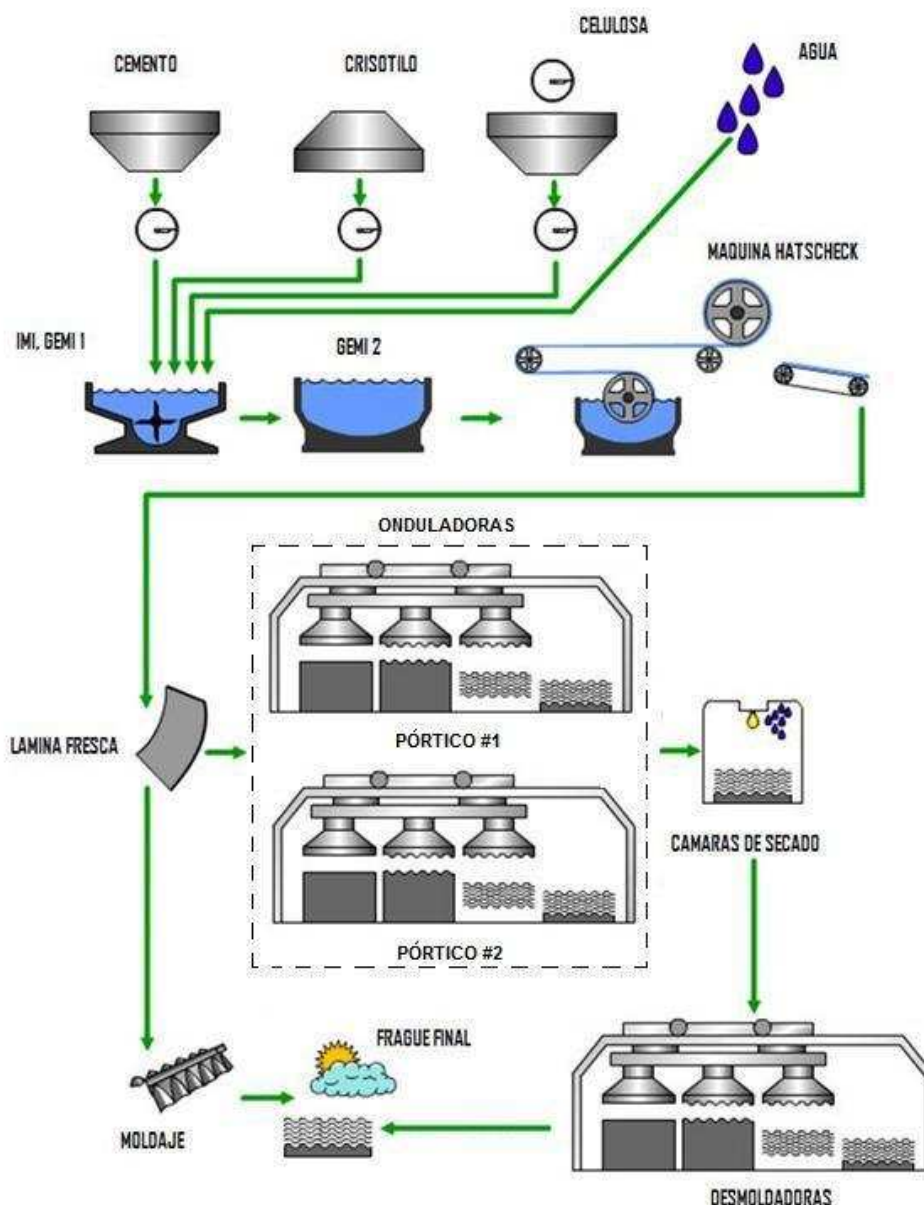 CELULOSA
CEMENTO
CRISOTILO
AGUA
MAQUINA HATSCHECK
IMI, GEMI 1
GEMI 2
ONDULADORAS
PÓRTICO #1
LAMINA FRESCA
CAMARAS DE SECADO
PÓRTICO #2
FRAGUE FINAL
MOLDAJE
DESMOLDADORAS